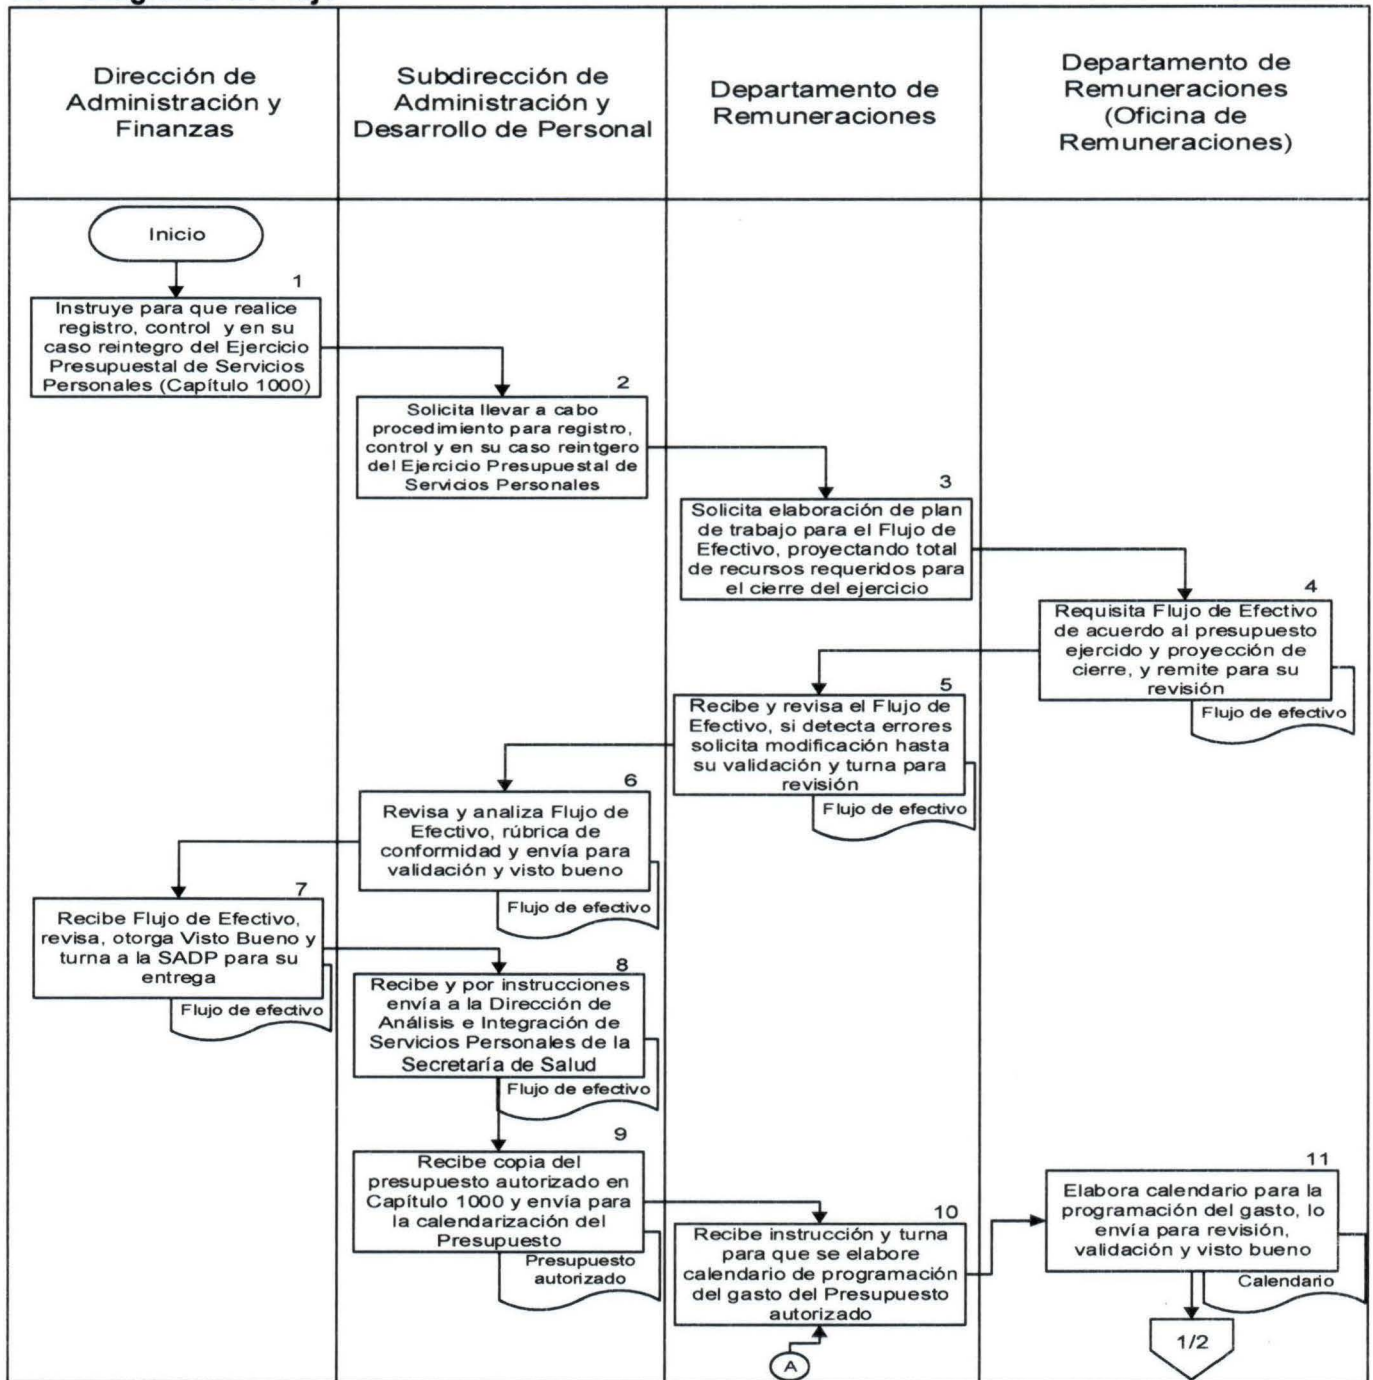 Dirección de
Administración y
Finanzas
Subdirección de
Administración y
Desarrollo de Personal
Departamento de
Remuneraciones
Departamento de
Remuneraciones
(Oficina de
Remuneraciones)
Inicio
1
Instruye para que realice
registro, control y en su
caso reintegro del Ejercicio
Presupuestal de Servicios
Personales (Capítulo 1000)
2
Solicita llevar a cabo
procedimiento para registro,
control y en su caso reintgero
del Ejercicio Presupuestal de
Servicios Personales
3
Solicita elaboración de plan
de trabajo para el Flujo de
Efectivo, proyectando total
de recursos requeridos para
el cierre del ejercicio
4
Requisita Flujo de Efectivo
de acuerdo al presupuesto
ejercido y proyección de
cierre, y remite para su
revisión
Flujo de efectivo
5
Recibe y revisa el Flujo de
Efectivo, si detecta errores
solicita modificación hasta
su validación y turna para
revisión
Flujo de efectivo
6
Revisa y analiza Flujo de
Efectivo, rúbrica de
conformidad y envía para
validación y visto bueno
Flujo de efectivo
7
Recibe Flujo de Efectivo,
revisa, otorga Visto Bueno y
turna a la SADP para su
entrega
Flujo de efectivo
8
Recibe y por instrucciones
envía a la Dirección de
Análisis e Integración de
Servicios Personales de la
Secretaría de Salud
Flujo de efectivo
9
Recibe copia del
presupuesto autorizado en
Capítulo 1000 y envía para
la calendarización del
Presupuesto
Presupuesto
autorizado
10
Recibe instrucción y turna
para que se elabore
calendario de programación
del gasto del Presupuesto
autorizado
A
11
Elabora calendario para la
programación del gasto, lo
envía para revisión,
validación y visto bueno
Calendario
1/2